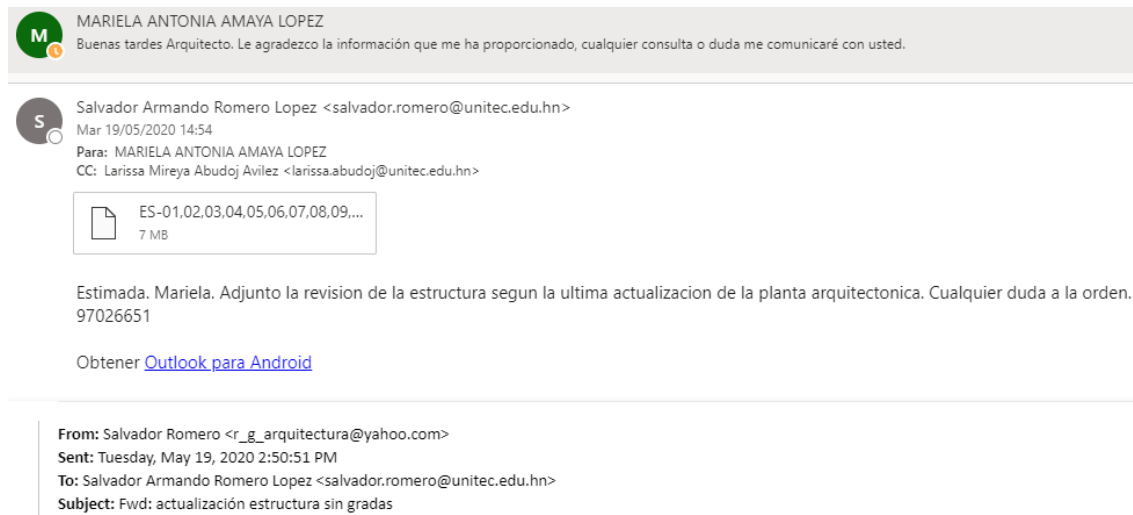 M
MARIELA ANTONIA AMAYA LOPEZ
Buenas tardes Arquitecto. Le agradezco la información que me ha proporcionado, cualquier consulta o duda me comunicaré con usted.
S
Salvador Armando Romero Lopez <salvador.romero@unitec.edu.hn>
Mar 19/05/2020 14:54
Para: MARIELA ANTONIA AMAYA LOPEZ
CC: Larissa Mireya Abudoj Avilez <larissa.abudoj@unitec.edu.hn>
ES-01,02,03,04,05,06,07,08,09,...
7 MB
Estimada. Mariela. Adjunto la revision de la estructura segun la ultima actualizacion de la planta arquitectonica. Cualquier duda a la orden.
97026651
Obtener Outlook para Android
From: Salvador Romero <r_g_arquitectura@yahoo.com>
Sent: Tuesday, May 19, 2020 2:50:51 PM
To: Salvador Armando Romero Lopez <salvador.romero@unitec.edu.hn>
Subject: Fwd: actualización estructura sin gradas